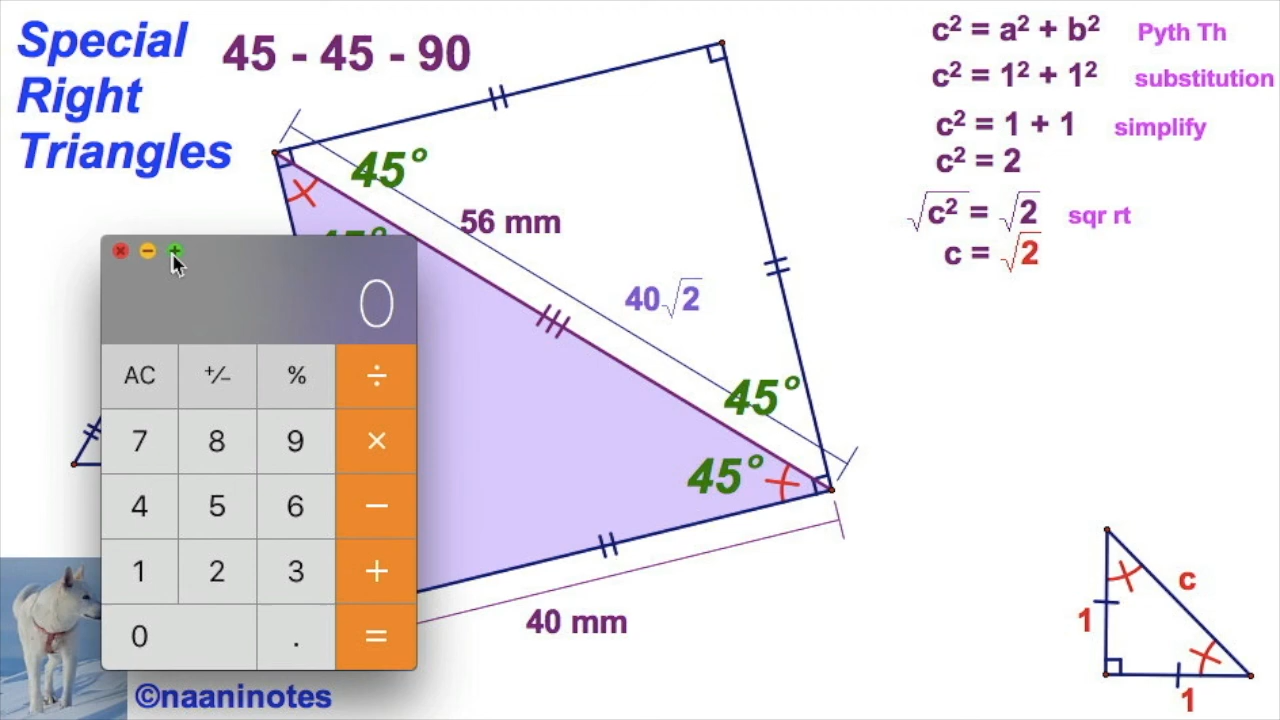 Special
Right
Triangles
45 - 45 - 90
45°
56 mm
40√2
45°
45°
40 mm
c² = a² + b² Pyth Th
c² = 1² + 1² substitution
c² = 1 + 1 simplify
c² = 2
√c² = √2 sqr rt
c = √2
0
AC +/− % ÷
7 8 9 ×
4 5 6 −
1 2 3 +
0 . =
c
1
1
©naaninotes